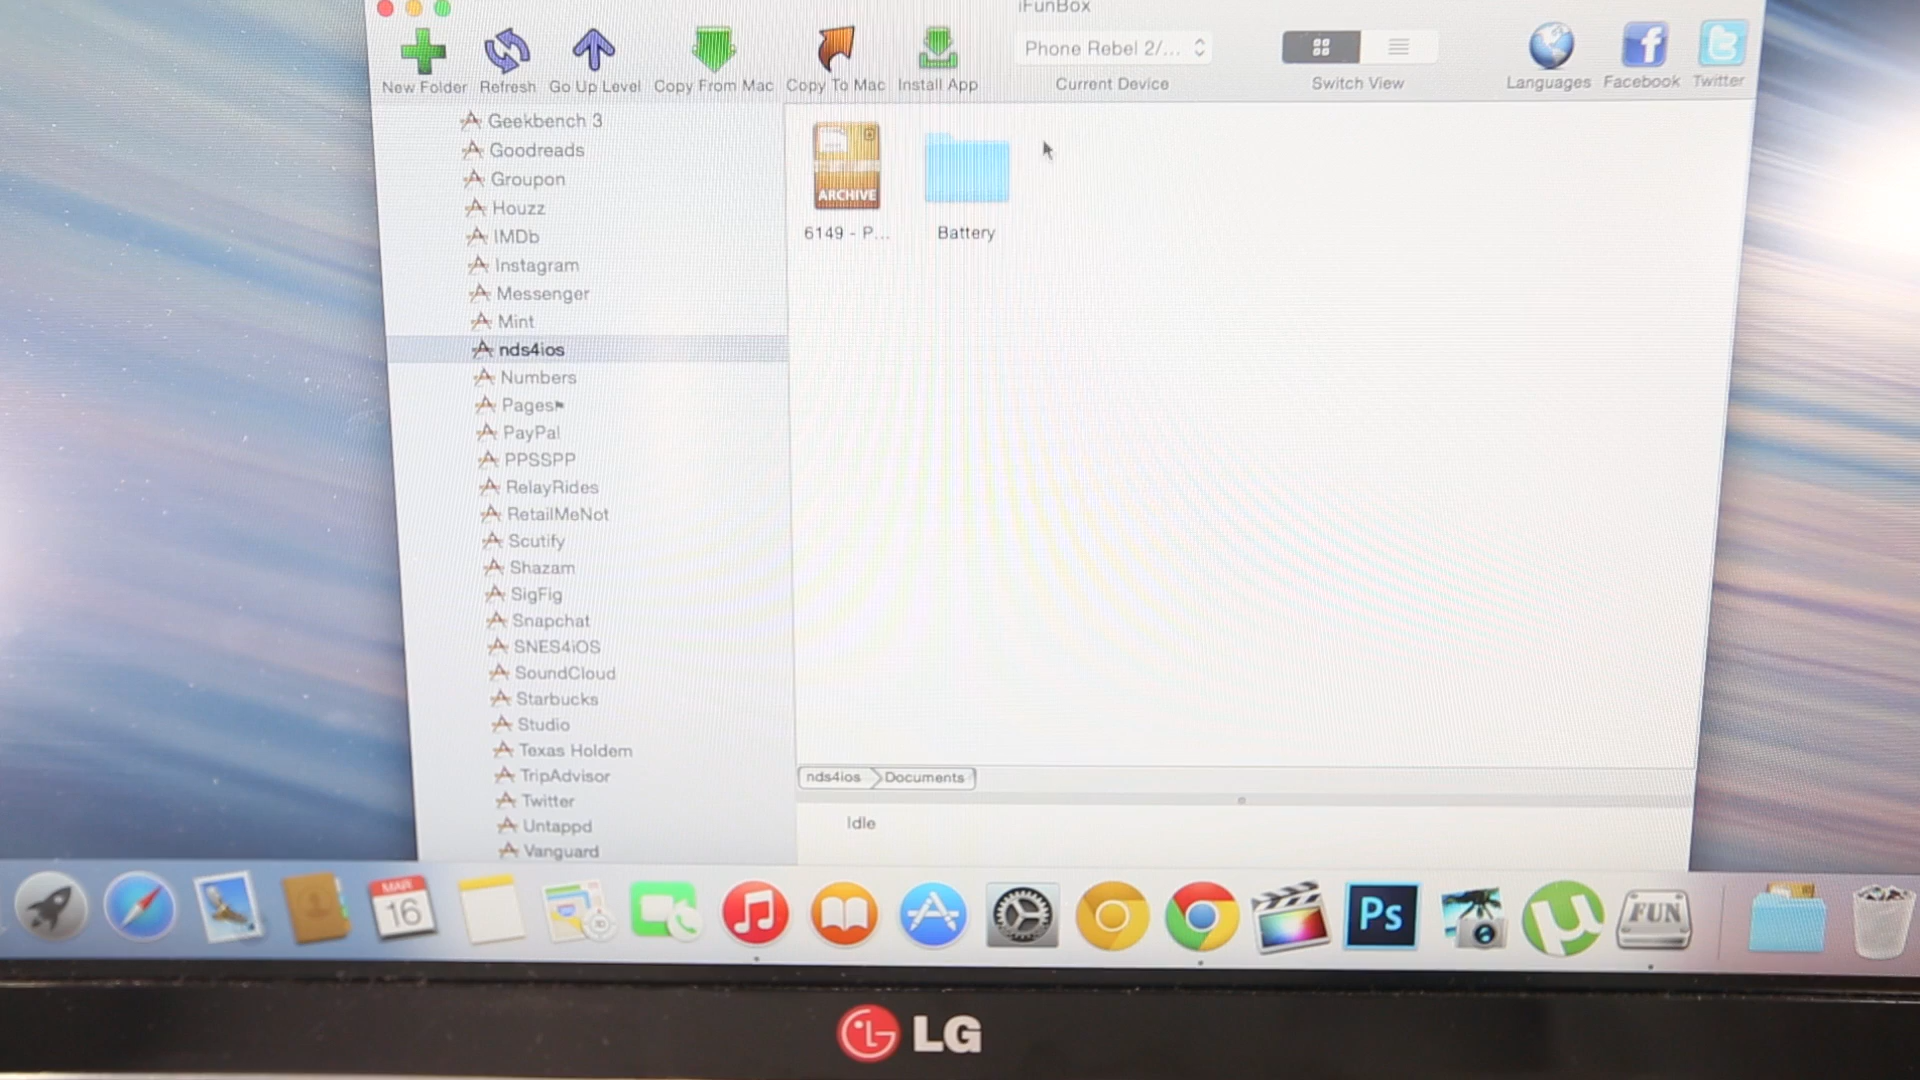 iFunBox
New Folder Refresh Go Up Level Copy From Mac Copy To Mac Install App
Phone Rebel 2/...
Current Device
Switch View
Languages Facebook Twitter
Geekbench 3
Goodreads
Groupon
Houzz
IMDb
Instagram
Messenger
Mint
nds4ios
Numbers
Pages
PayPal
PPSSPP
RelayRides
RetailMeNot
Scutify
Shazam
SigFig
Snapchat
SNES4iOS
SoundCloud
Starbucks
Studio
Texas Holdem
TripAdvisor
Twitter
Untappd
Vanguard
ARCHIVE
6149 - P...
Battery
nds4ios Documents
Idle
MAR
16
Ps
FUN
LG